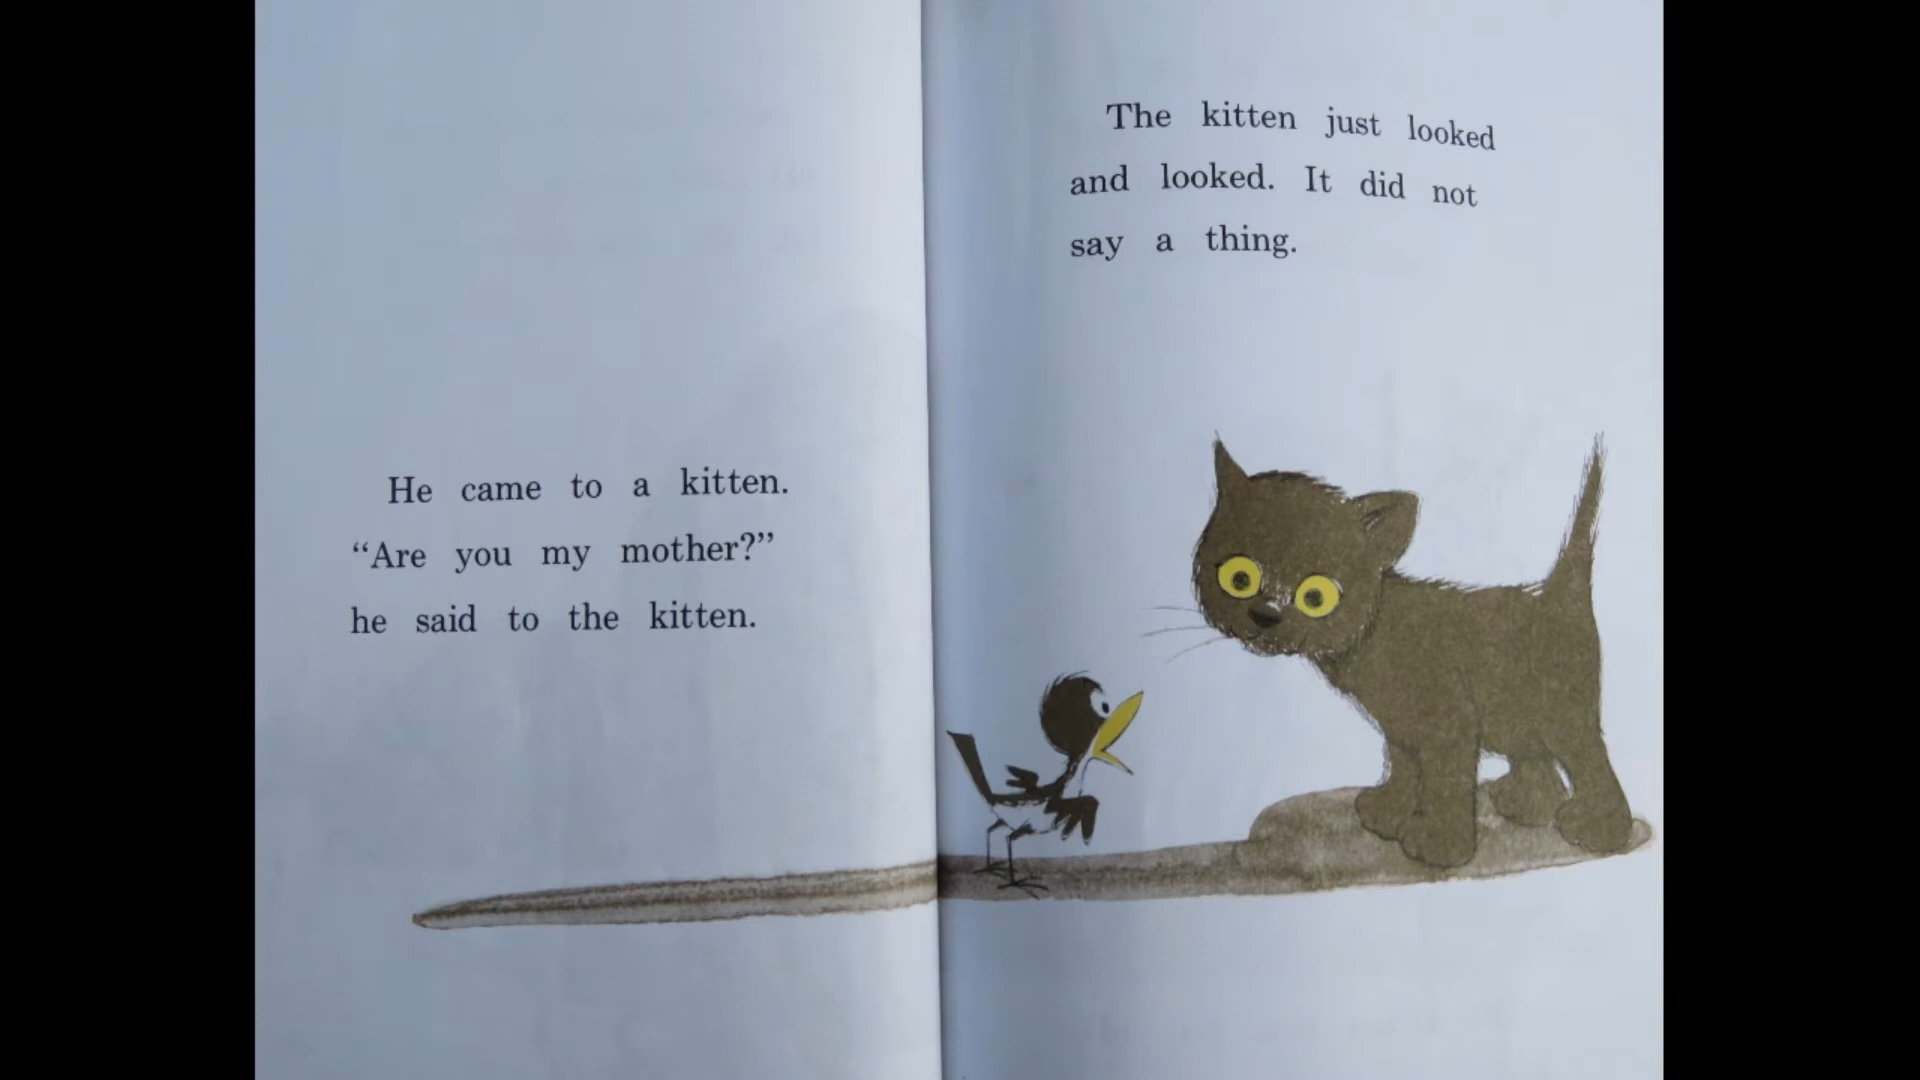 He came to a kitten.
“Are you my mother?”
he said to the kitten.
The kitten just looked
and looked. It did not
say a thing.